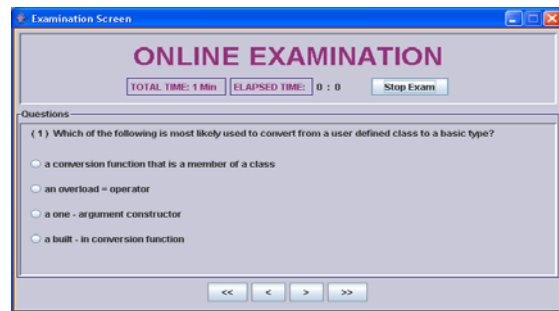 Examination Screen
ONLINE EXAMINATION
TOTAL TIME: 1 Min ELAPSED TIME: 0 : 0 Stop Exam
Questions
( 1 ) Which of the following is most likely used to convert from a user defined class to a basic type?
a conversion function that is a member of a class
an overload = operator
a one - argument constructor
a built - in conversion function
<< < > >>